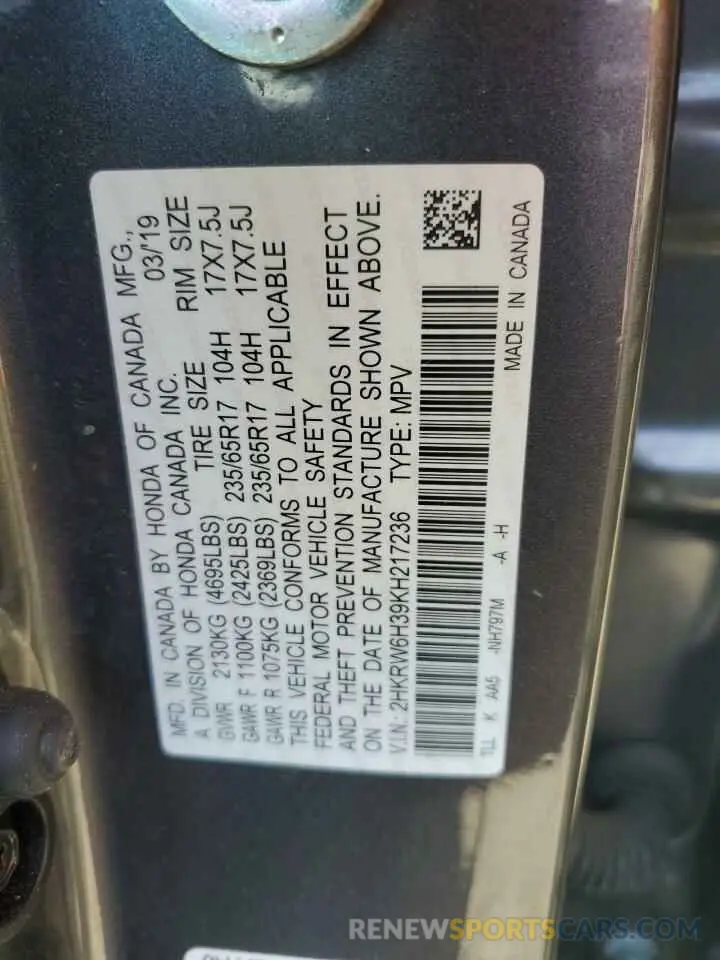 MFD. IN CANADA BY HONDA OF CANADA MFG.,
A DIVISION OF HONDA CANADA INC. 03/'19
GVWR 2130KG (4695LBS) TIRE SIZE RIM SIZE
GAWR F 1100KG (2425LBS) 235/65R17 104H 17X7.5J
GAWR R 1075KG (2369LBS) 235/65R17 104H 17X7.5J
THIS VEHICLE CONFORMS TO ALL APPLICABLE
FEDERAL MOTOR VEHICLE SAFETY
AND THEFT PREVENTION STANDARDS IN EFFECT
ON THE DATE OF MANUFACTURE SHOWN ABOVE.
V.I.N: 2HKRW6H39KH217236 TYPE: MPV
TLL K AA5 -NH797M -A -H
MADE IN CANADA
RENEWSPORTSCARS.COM